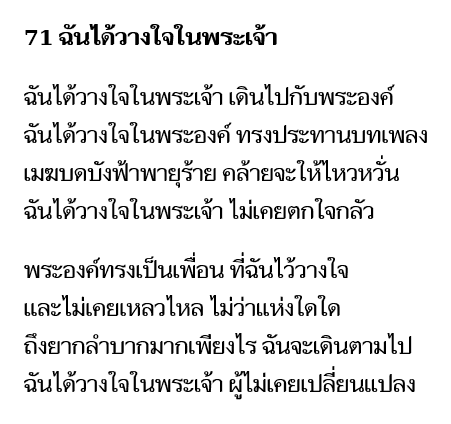 71 ฉันได้วางใจในพระเจ้า
ฉันได้วางใจในพระเจ้า เดินไปกับพระองค์
ฉันได้วางใจในพระองค์ ทรงประทานบทเพลง
เมฆบดบังฟ้าพายุร้าย คล้ายจะให้ไหวหวั่น
ฉันได้วางใจในพระเจ้า ไม่เคยตกใจกลัว
พระองค์ทรงเป็นเพื่อน ที่ฉันไว้วางใจ
และไม่เคยเหลวไหล ไม่ว่าแห่งใดใด
ถึงยากลำบากมากเพียงไร ฉันจะเดินตามไป
ฉันได้วางใจในพระเจ้า ผู้ไม่เคยเปลี่ยนแปลง